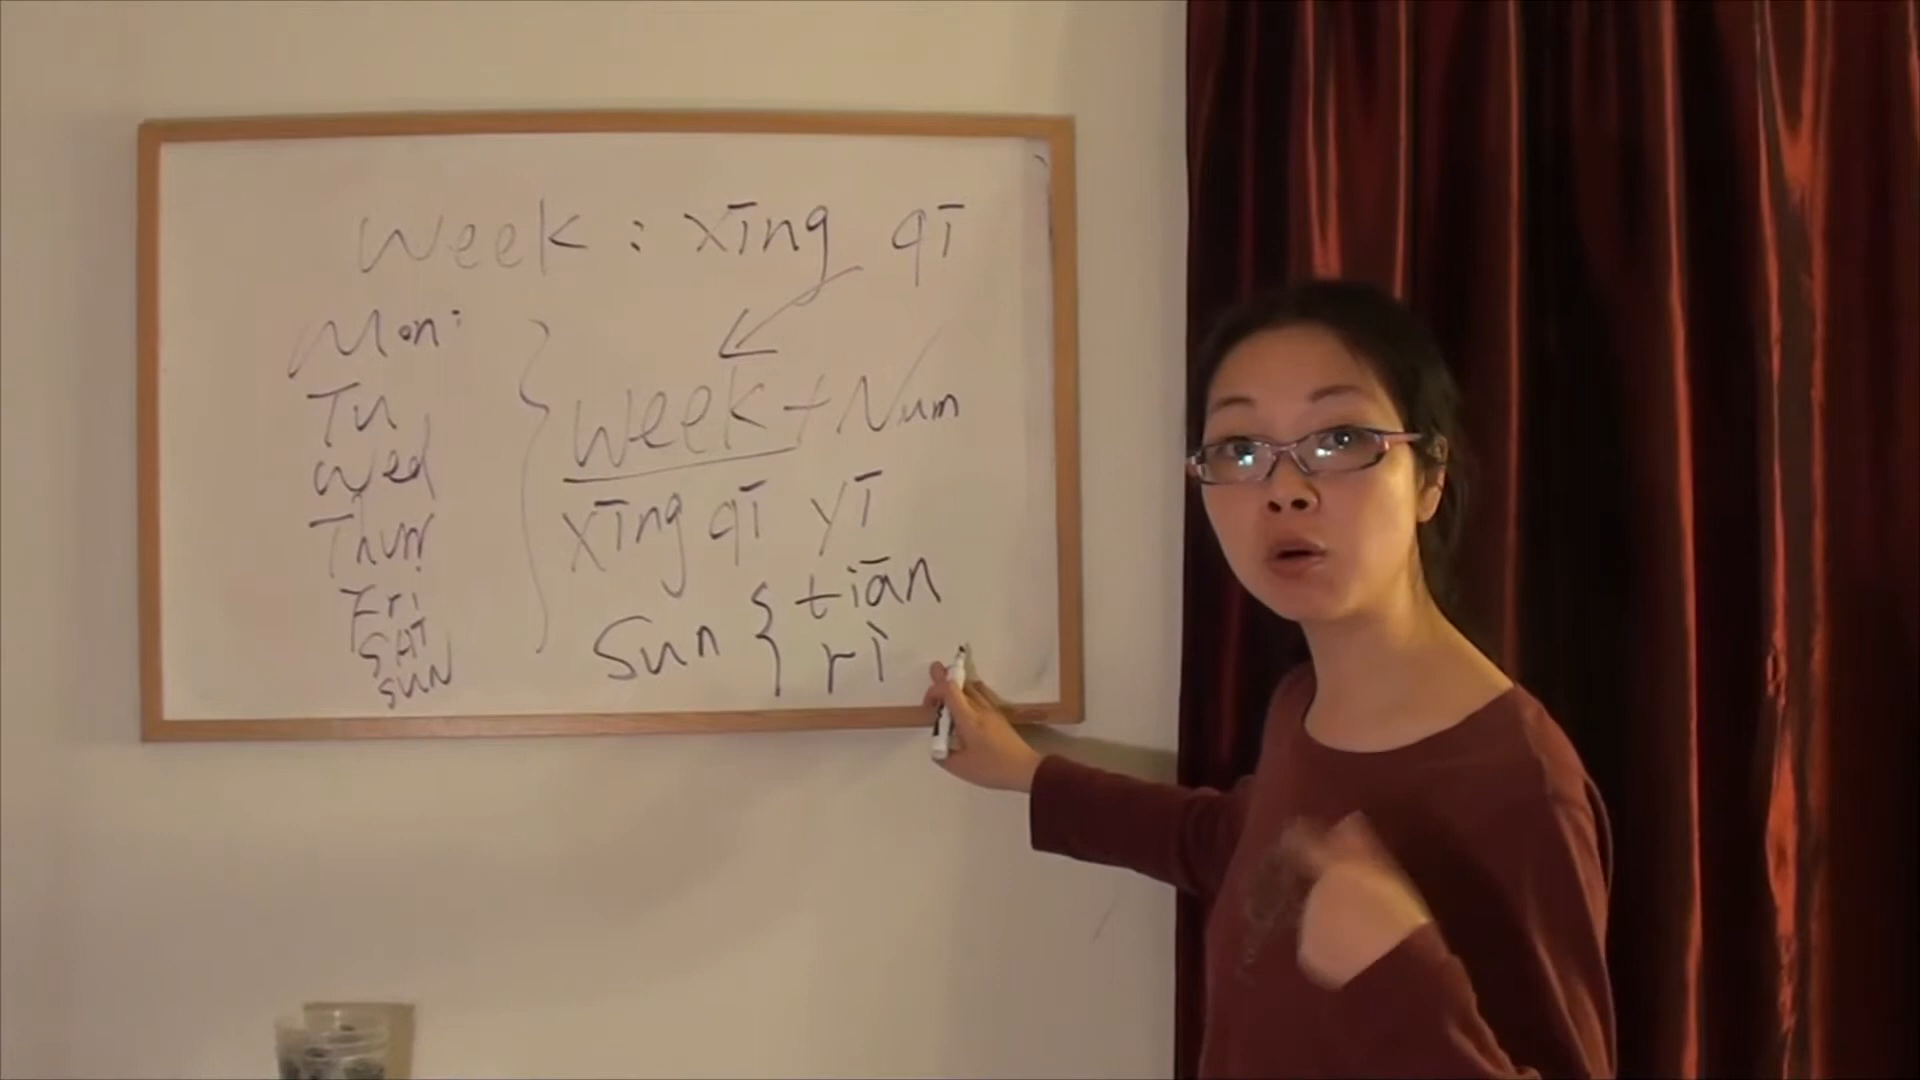 Week : xīng qī
Mon:
Tu
Wed
Thur
Fri
SAT
SUN
Week + Num
xīng qī yī
Sun { tiān
rì